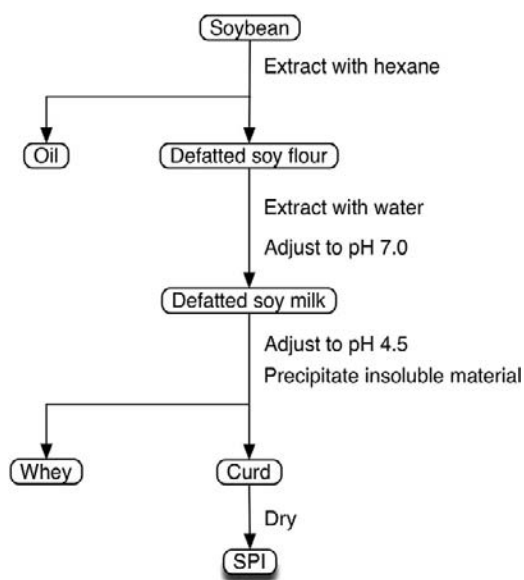 Soybean
Extract with hexane
Oil
Defatted soy flour
Extract with water
Adjust to pH 7.0
Defatted soy milk
Adjust to pH 4.5
Precipitate insoluble material
Whey
Curd
Dry
SPI